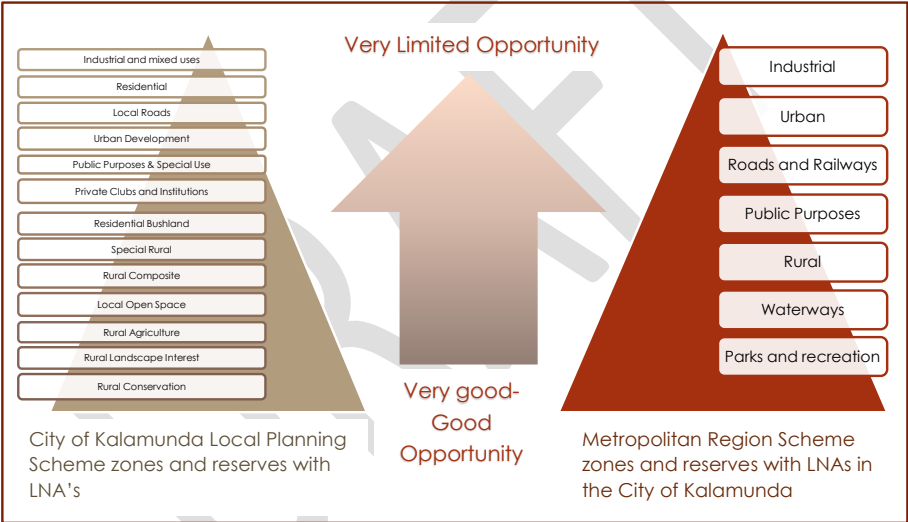 Very Limited Opportunity
Industrial and mixed uses
Residential
Local Roads
Urban Development
Public Purposes & Special Use
Private Clubs and Institutions
Residential Bushland
Special Rural
Rural Composite
Local Open Space
Rural Agriculture
Rural Landscape Interest
Rural Conservation
Industrial
Urban
Roads and Railways
Public Purposes
Rural
Waterways
Parks and recreation
Very good-
Good
Opportunity
City of Kalamunda Local Planning
Scheme zones and reserves with
LNA’s
Metropolitan Region Scheme
zones and reserves with LNAs in
the City of Kalamunda